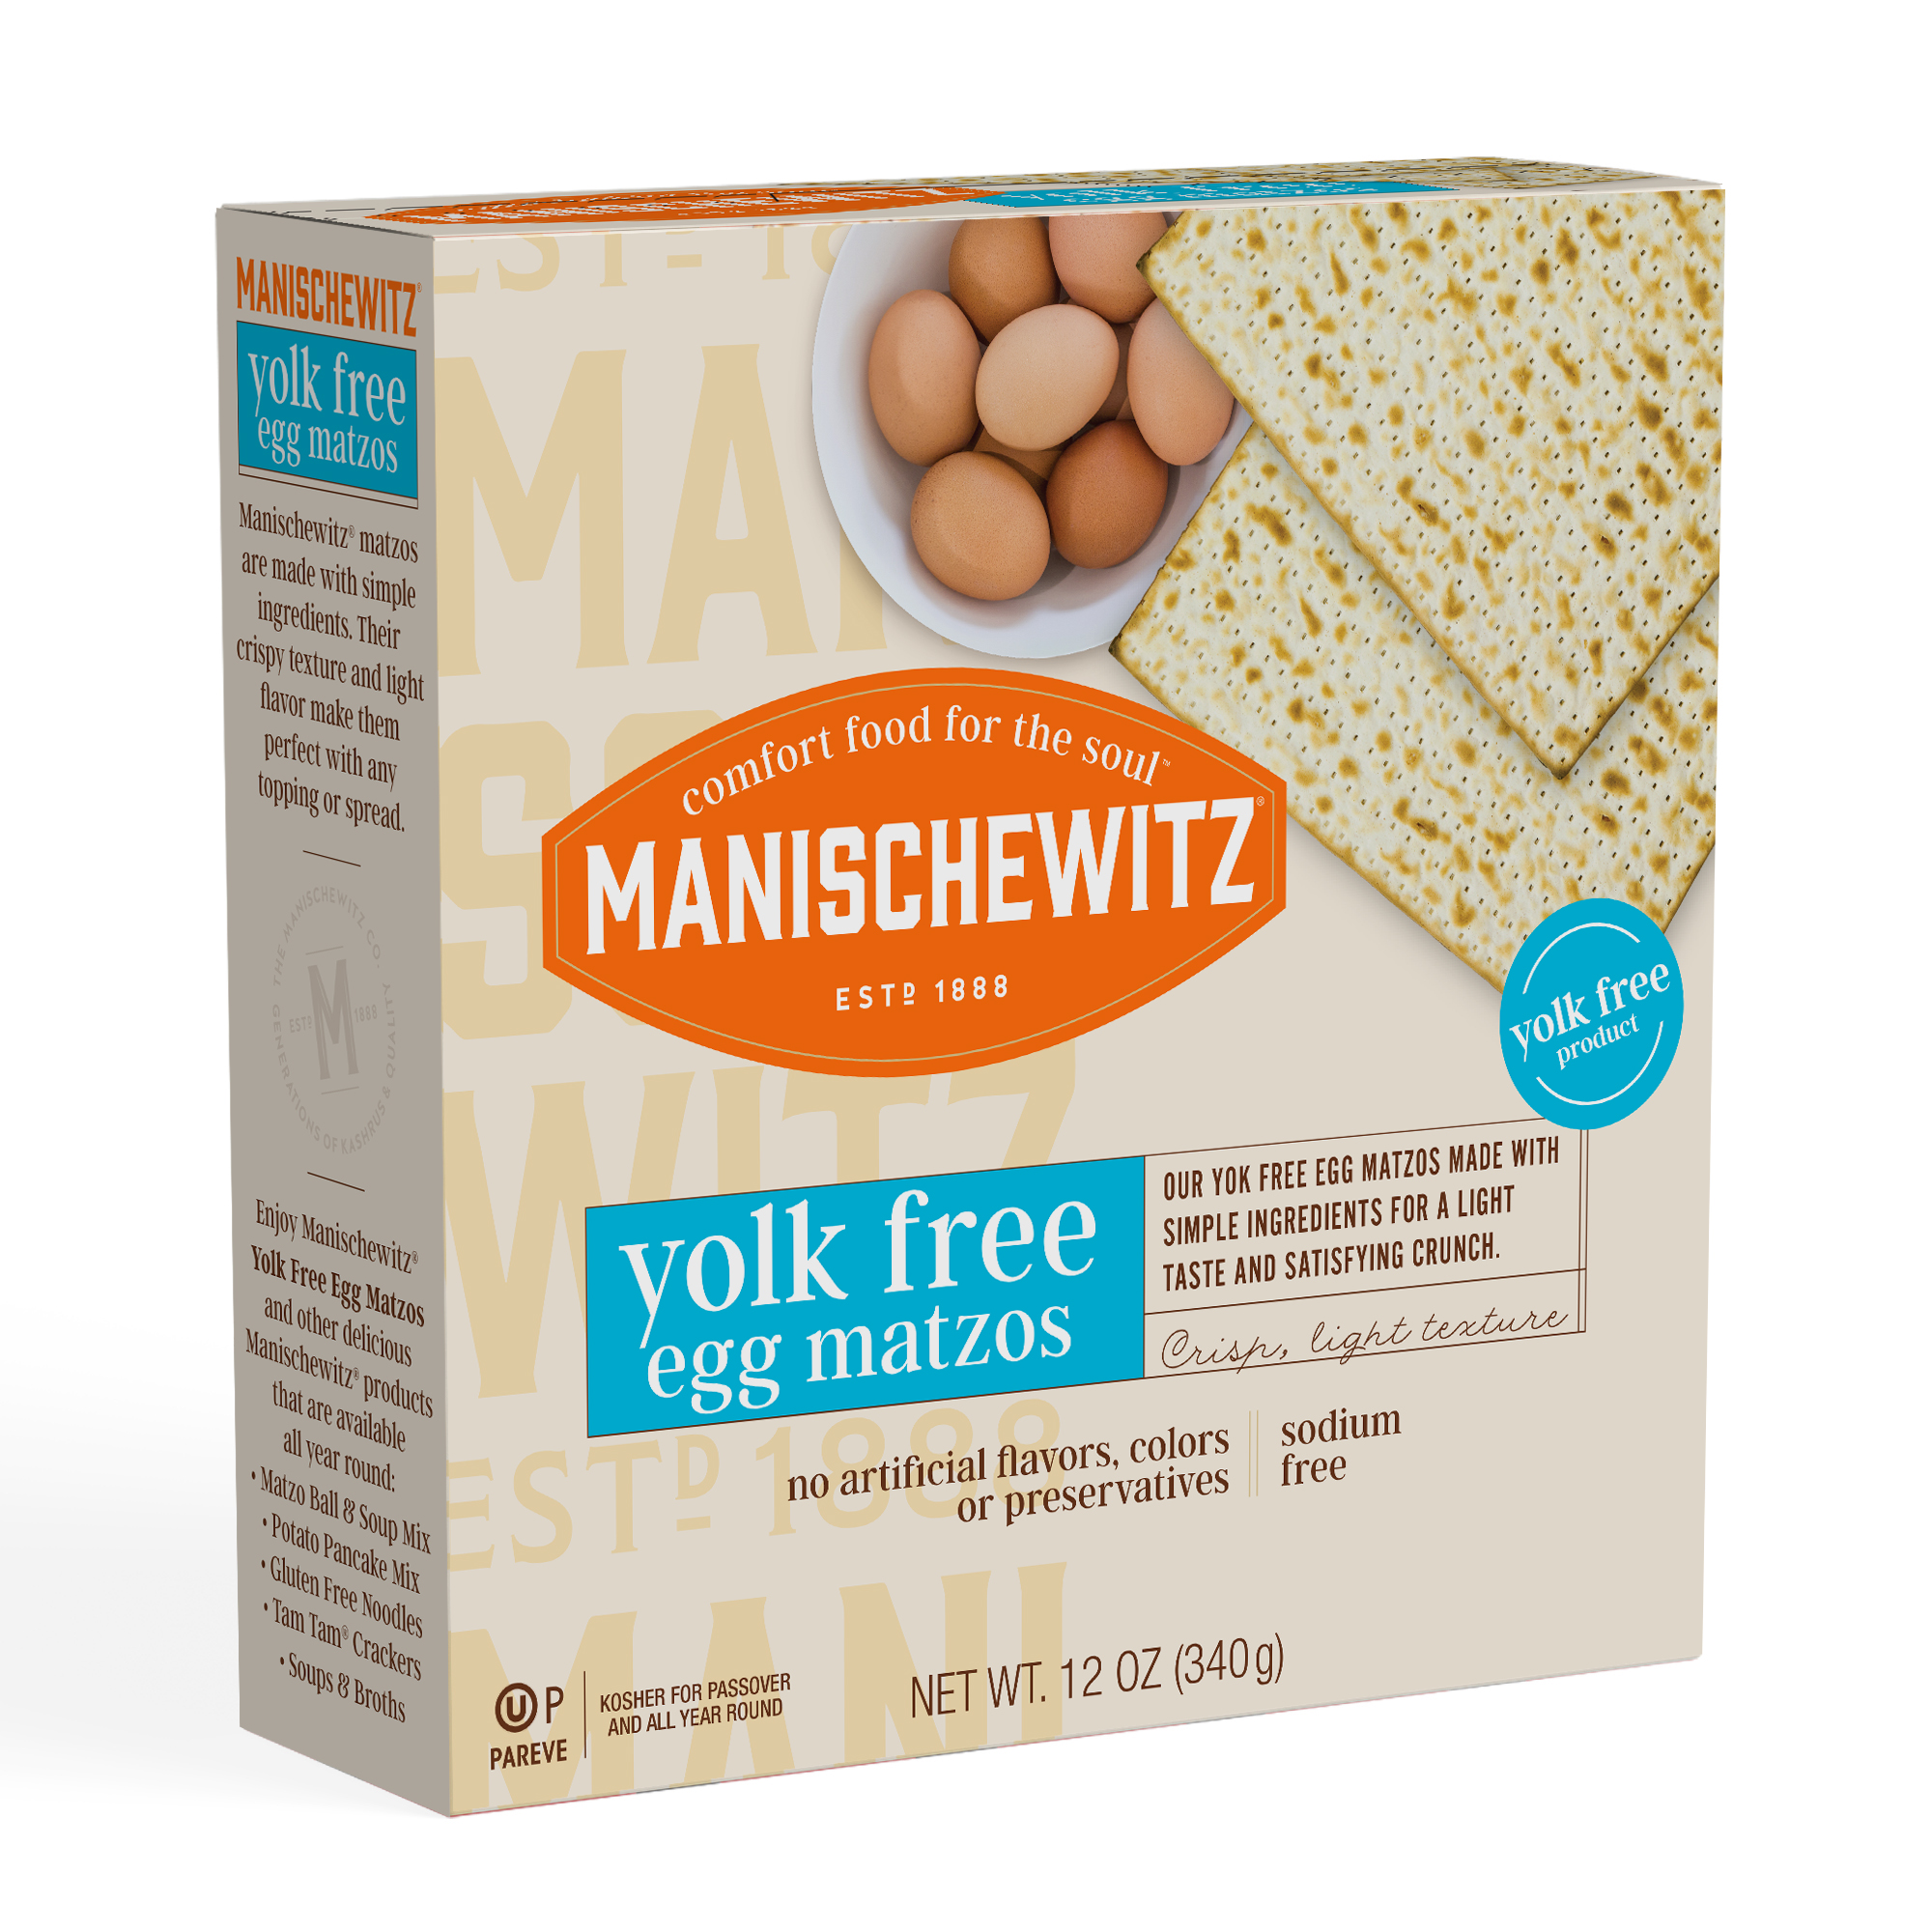 MANISCHEWITZ®
yolk free
egg matzos
Manischewitz® matzos
are made with simple
ingredients. Their
crispy texture and light
flavor make them
perfect with any
topping or spread.
THE MANISCHEWITZ CO. · QUALITY & GENERATIONS OF KASHRUS
ESTD M 1888
Enjoy Manischewitz®
Yolk Free Egg Matzos
and other delicious
Manischewitz® products
that are available
all year round:
• Matzo Ball & Soup Mix
• Potato Pancake Mix
• Gluten Free Noodles
• Tam Tam® Crackers
• Soups & Broths
comfort food for the soul™
MANISCHEWITZ®
ESTD 1888
yolk free
product
yolk free
egg matzos
OUR YOK FREE EGG MATZOS MADE WITH
SIMPLE INGREDIENTS FOR A LIGHT
TASTE AND SATISFYING CRUNCH.
Crisp, light texture
no artificial flavors, colors
or preservatives
sodium
free
U P
PAREVE
KOSHER FOR PASSOVER
AND ALL YEAR ROUND
NET WT. 12 OZ (340g)
WITZ
ESTD 1888
MANI